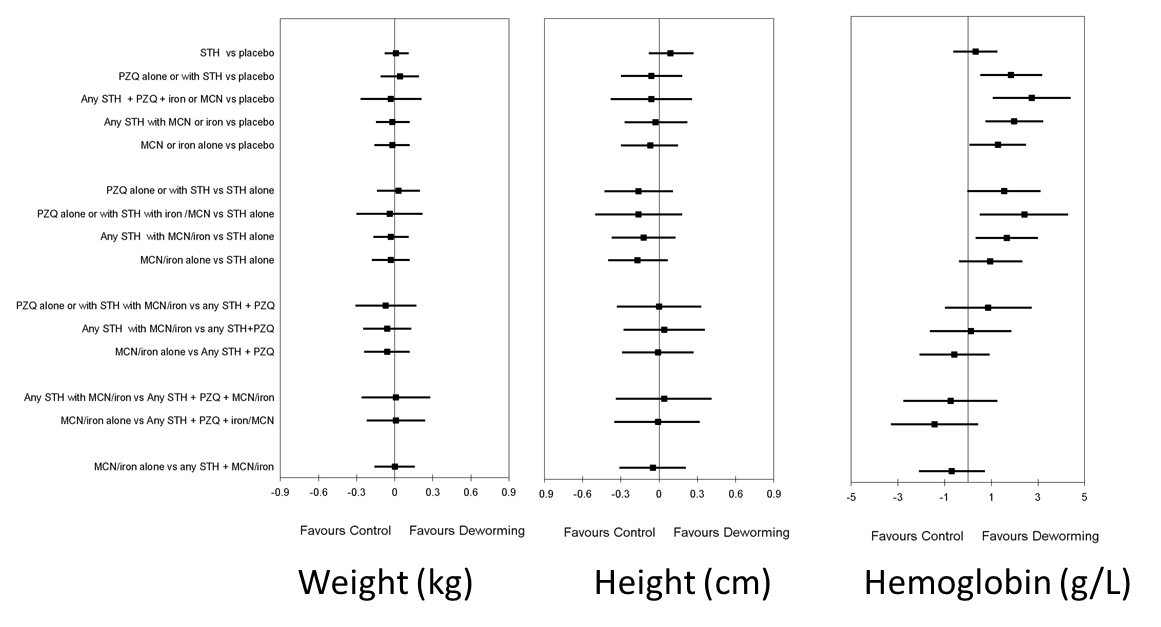 STH vs placebo
PZQ alone or with STH vs placebo
Any STH + PZQ + iron or MCN vs placebo
Any STH with MCN or iron vs placebo
MCN or iron alone vs placebo
PZQ alone or with STH vs STH alone
PZQ alone or with STH with iron /MCN vs STH alone
Any STH with MCN/iron vs STH alone
MCN/iron alone vs STH alone
PZQ alone or with STH with MCN/iron vs any STH + PZQ
Any STH with MCN/iron vs any STH+PZQ
MCN/iron alone vs Any STH + PZQ
Any STH with MCN/iron vs Any STH + PZQ + MCN/iron
MCN/iron alone vs Any STH + PZQ + iron/MCN
MCN/iron alone vs any STH + MCN/iron
-0.9 -0.6 -0.3 0 0.3 0.6 0.9
Favours Control Favours Deworming
Weight (kg)
0.9 -0.6 -0.3 0 0.3 0.6 0.9
Favours Control Favours Deworming
Height (cm)
-5 -3 -1 1 3 5
Favours Control Favours Deworming
Hemoglobin (g/L)